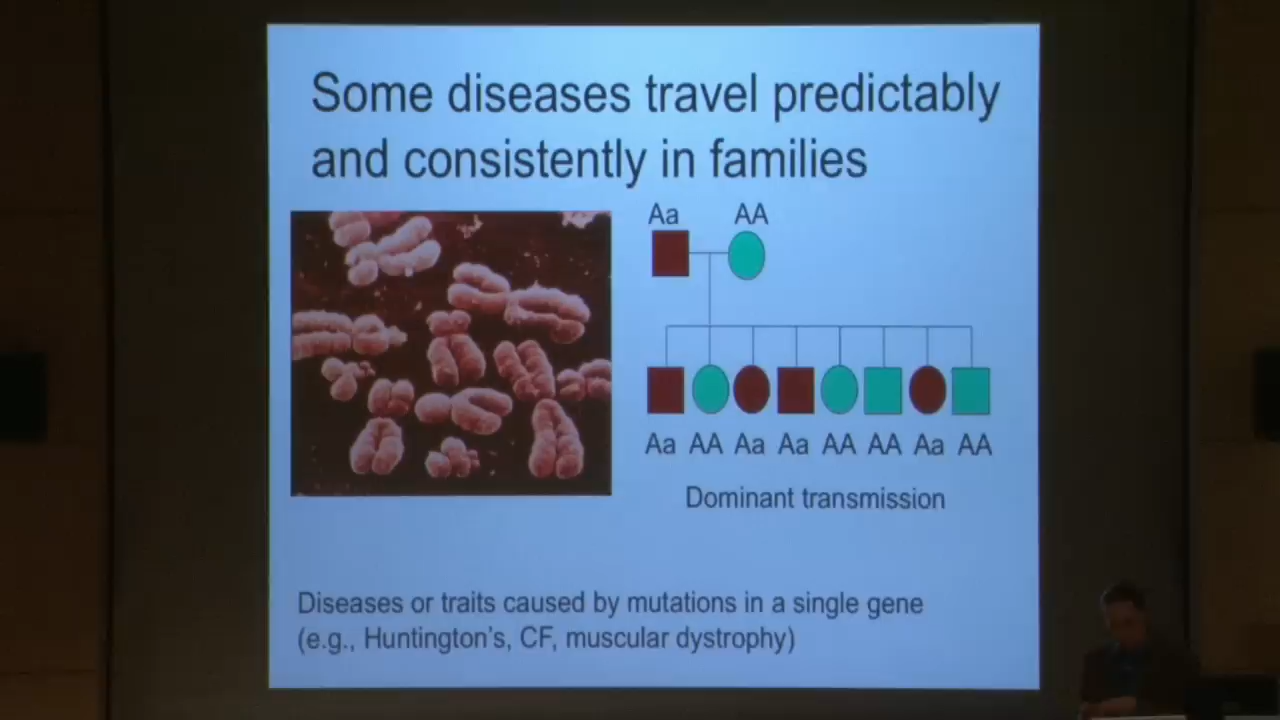 Some diseases travel predictably
and consistently in families
Aa AA
Aa AA Aa Aa AA AA Aa AA
Dominant transmission
Diseases or traits caused by mutations in a single gene
(e.g., Huntington's, CF, muscular dystrophy)